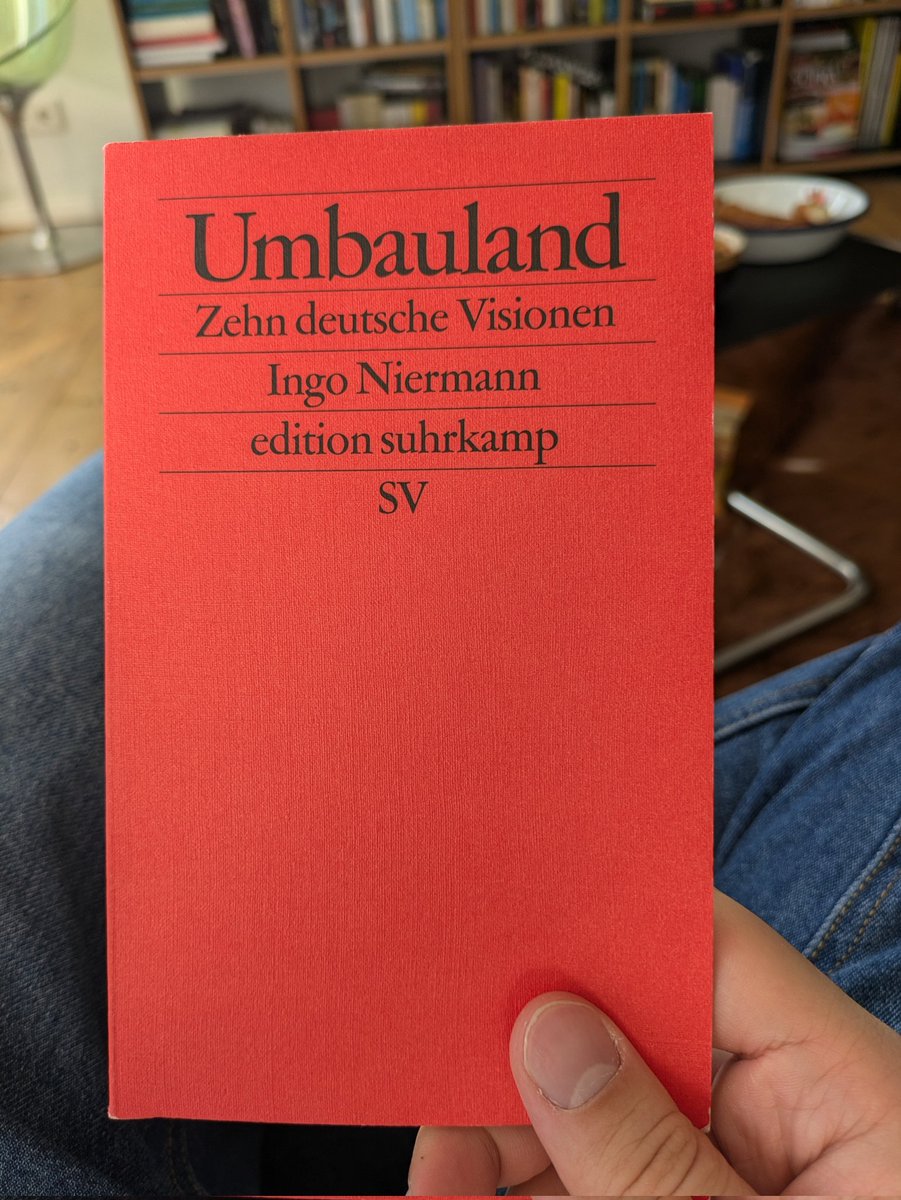 Umbauland
Zehn deutsche Visionen
Ingo Niermann
edition suhrkamp
SV